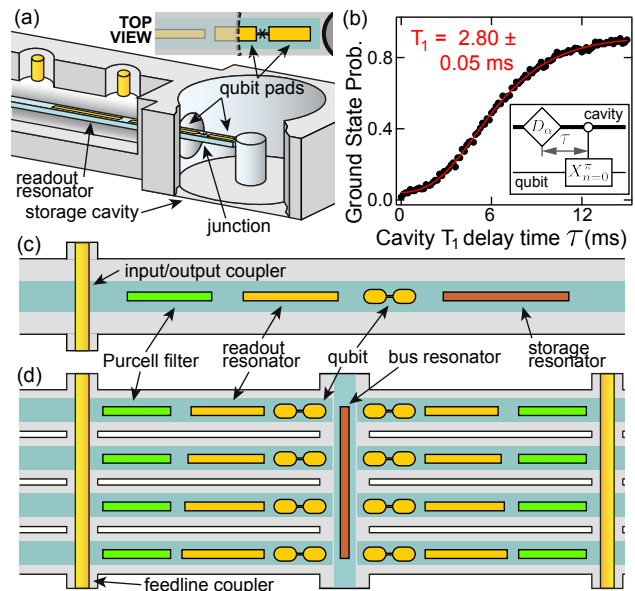 (a)
TOP
VIEW
qubit pads
readout
resonator
storage cavity
junction
(b)
T1 = 2.80 ±
0.05 ms
Ground State Prob.
0.8
0.4
0.0
0
6
12
Cavity T1 delay time τ (ms)
cavity
Dα
τ
qubit
X^π_{n=0}
(c)
input/output coupler
Purcell filter
readout
resonator
qubit
bus resonator
storage
resonator
(d)
feedline coupler